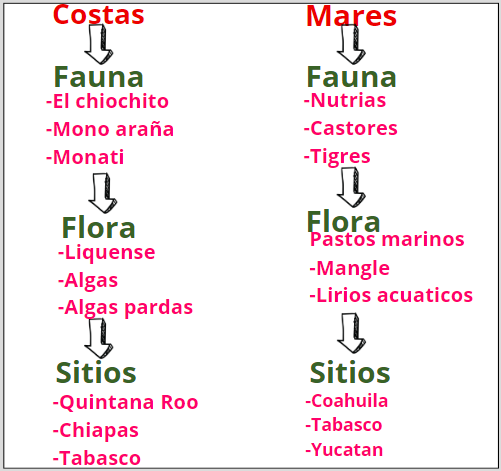 Costas
Fauna
-El chiochito
-Mono araña
-Monati
Flora
-Liquense
-Algas
-Algas pardas
Sitios
-Quintana Roo
-Chiapas
-Tabasco
Mares
Fauna
-Nutrias
-Castores
-Tigres
Flora
Pastos marinos
-Mangle
-Lirios acuaticos
Sitios
-Coahuila
-Tabasco
-Yucatan